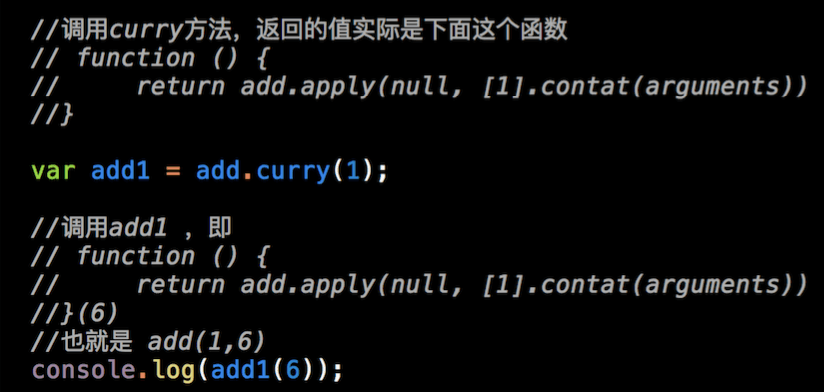 //调用curry方法，返回的值实际是下面这个函数
// function () {
//     return add.apply(null, [1].contat(arguments))
//}
var add1 = add.curry(1);
//调用add1 ，即
// function () {
//     return add.apply(null, [1].contat(arguments))
//}(6)
//也就是 add(1,6)
console.log(add1(6));